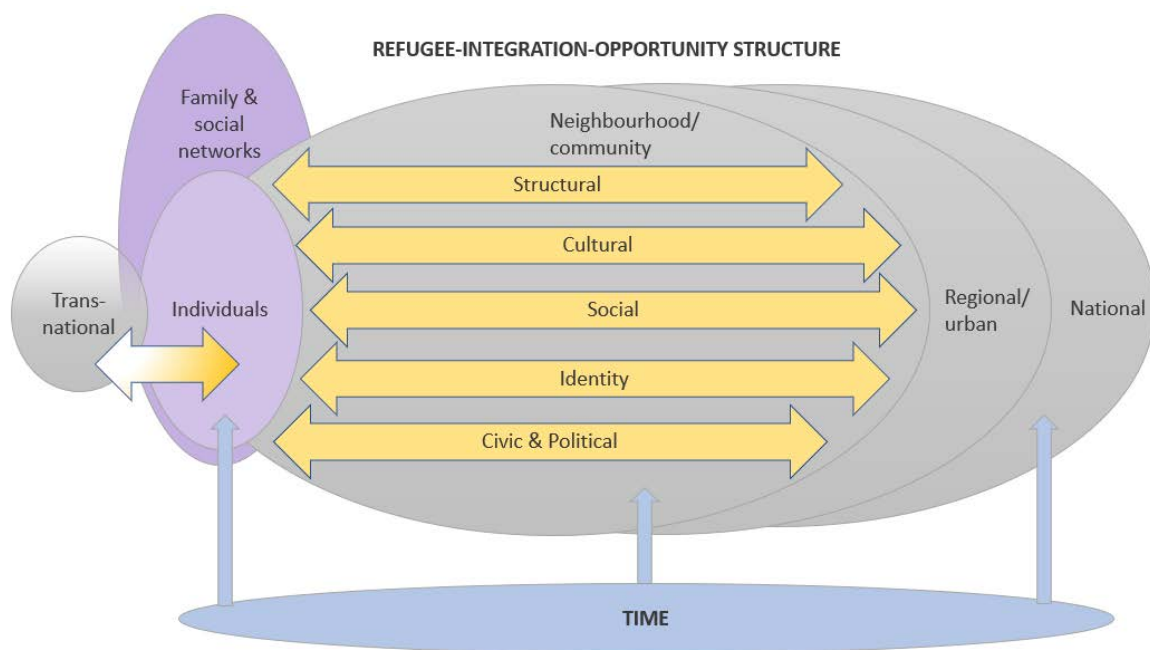 REFUGEE-INTEGRATION-OPPORTUNITY STRUCTURE
Family &
social
networks
Neighbourhood/
community
Structural
Cultural
Trans-
national
Individuals
Social
Regional/
urban
National
Identity
Civic & Political
TIME